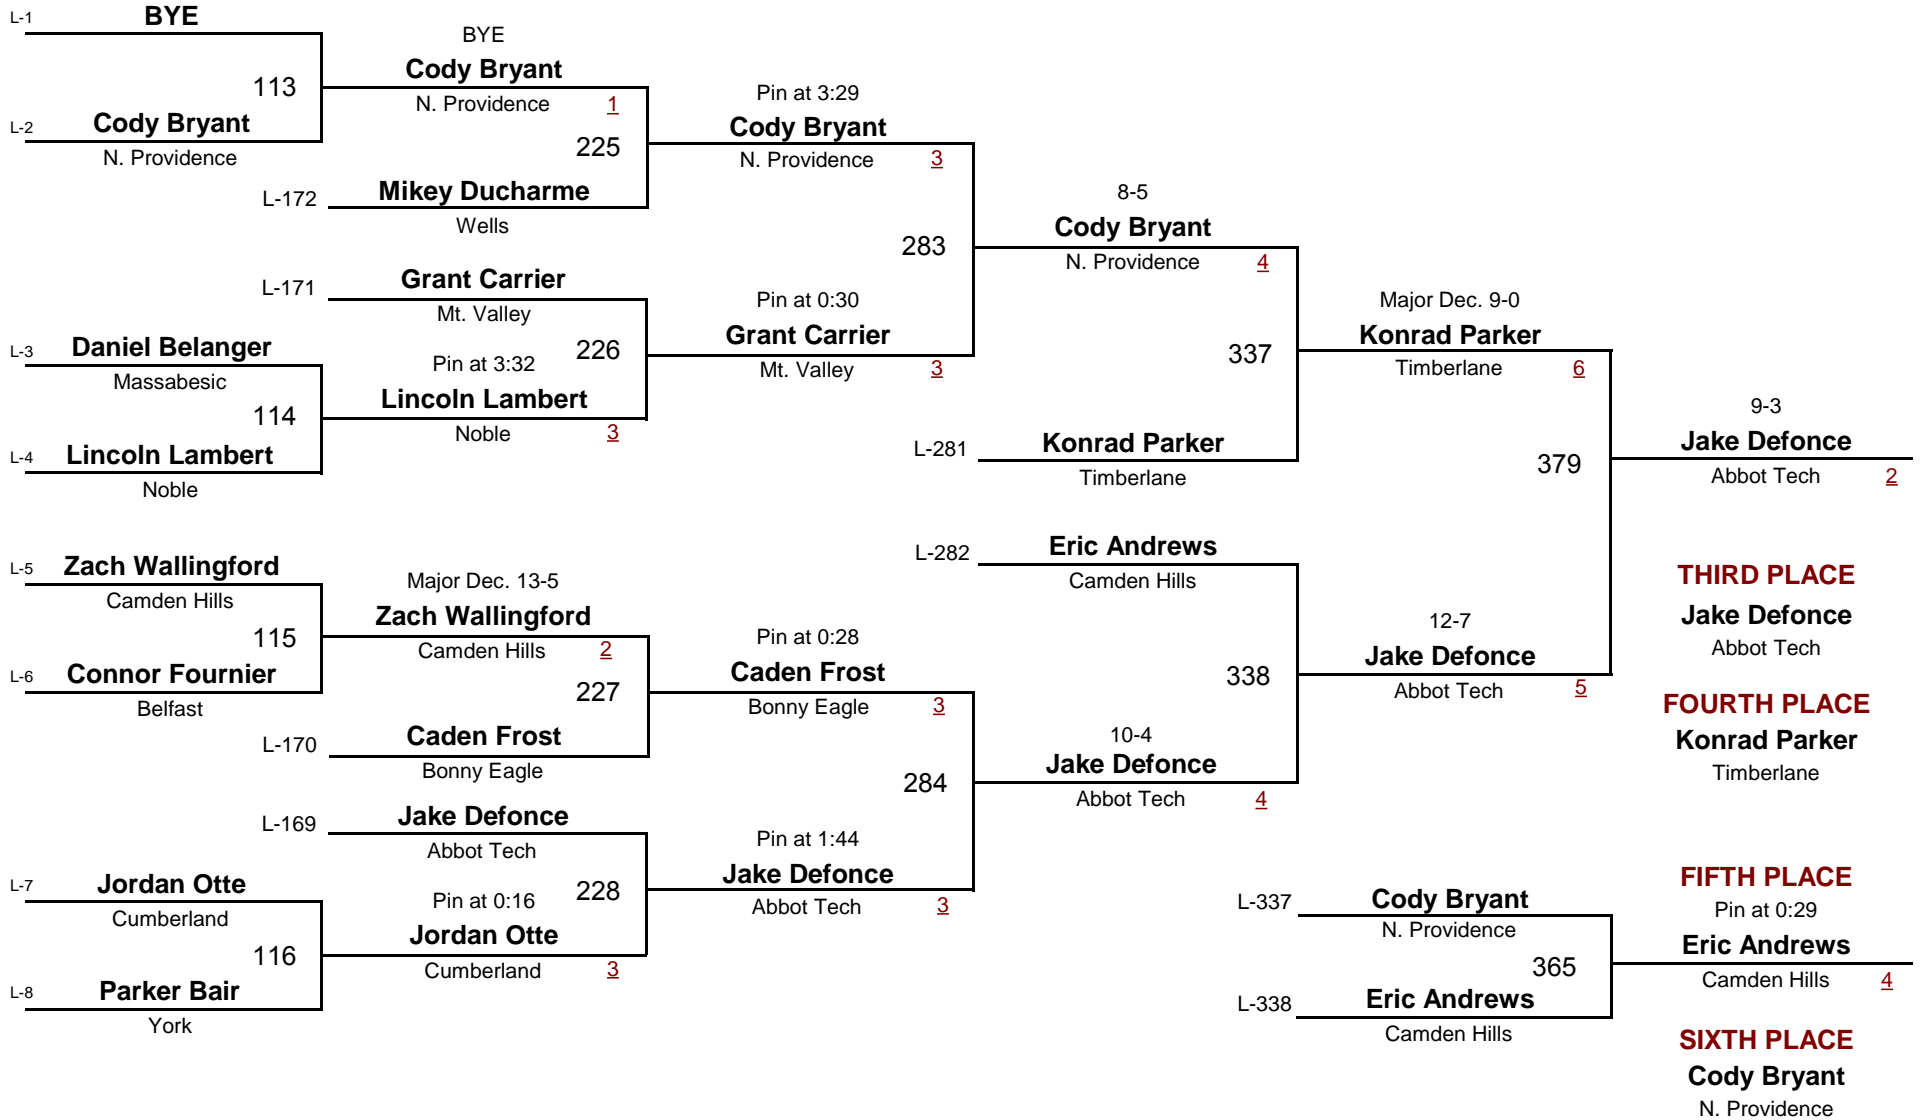 L-1 BYE
113
L-2 Cody Bryant
N. Providence
L-3 Daniel Belanger
Massabesic
114
L-4 Lincoln Lambert
Noble
L-5 Zach Wallingford
Camden Hills
115
L-6 Connor Fournier
Belfast
L-7 Jordan Otte
Cumberland
116
L-8 Parker Bair
York
BYE
Cody Bryant
N. Providence 1
225
L-172 Mikey Ducharme
Wells
L-171 Grant Carrier
Mt. Valley
226
Pin at 3:32
Lincoln Lambert
Noble 3
Major Dec. 13-5
Zach Wallingford
Camden Hills 2
227
L-170 Caden Frost
Bonny Eagle
L-169 Jake Defonce
Abbot Tech
228
Pin at 0:16
Jordan Otte
Cumberland 3
Pin at 3:29
Cody Bryant
N. Providence 3
283
Pin at 0:30
Grant Carrier
Mt. Valley 3
Pin at 0:28
Caden Frost
Bonny Eagle 3
284
Pin at 1:44
Jake Defonce
Abbot Tech 3
8-5
Cody Bryant
N. Providence 4
337
L-281 Konrad Parker
Timberlane
L-282 Eric Andrews
Camden Hills
338
10-4
Jake Defonce
Abbot Tech 4
Major Dec. 9-0
Konrad Parker
Timberlane 6
379
12-7
Jake Defonce
Abbot Tech 5
9-3
Jake Defonce
Abbot Tech 2
THIRD PLACE
Jake Defonce
Abbot Tech
FOURTH PLACE
Konrad Parker
Timberlane
L-337 Cody Bryant
N. Providence
365
L-338 Eric Andrews
Camden Hills
FIFTH PLACE
Pin at 0:29
Eric Andrews
Camden Hills 4
SIXTH PLACE
Cody Bryant
N. Providence